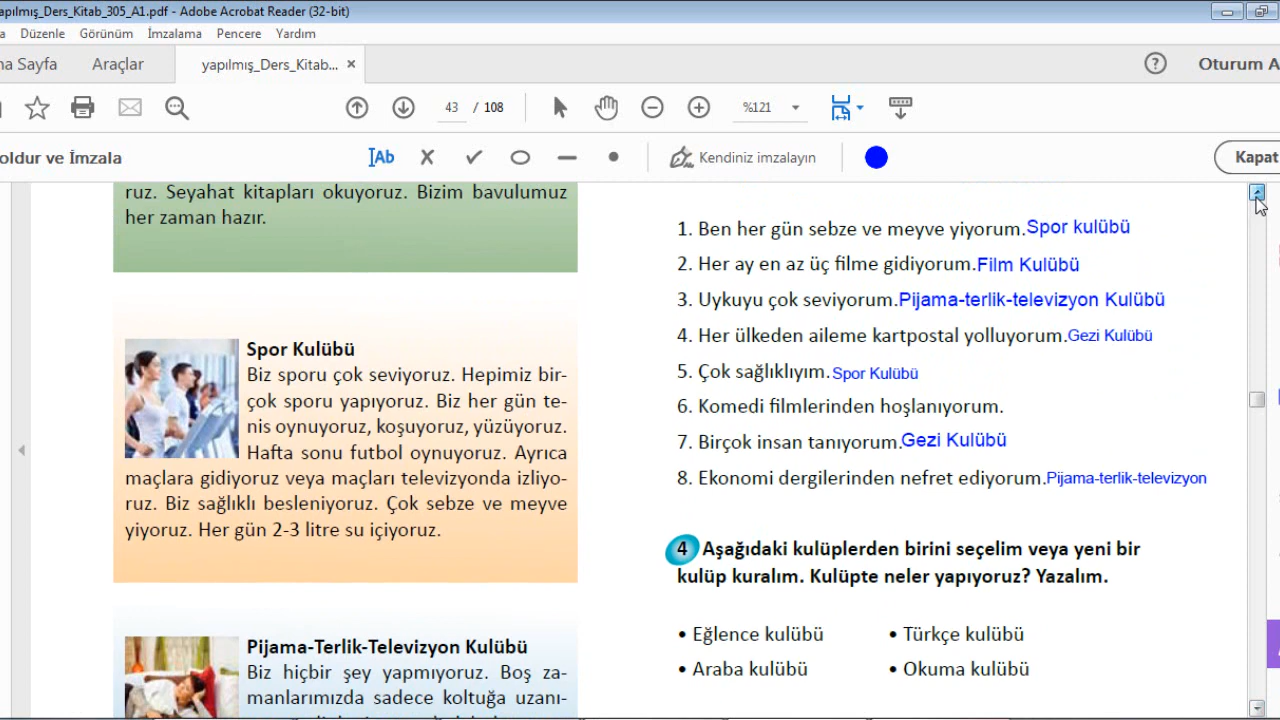 apılmış_Ders_Kitab_305_A1.pdf - Adobe Acrobat Reader (32-bit)
a Düzenle Görünüm İmzalama Pencere Yardım
na Sayfa Araçlar yapılmış_Ders_Kitab... × ? Oturum A
43 / 108 %121
oldur ve İmzala Ab Kendiniz imzalayın Kapat
ruz. Seyahat kitapları okuyoruz. Bizim bavulumuz
her zaman hazır.
Spor Kulübü
Biz sporu çok seviyoruz. Hepimiz bir-
çok sporu yapıyoruz. Biz her gün te-
nis oynuyoruz, koşuyoruz, yüzüyoruz.
Hafta sonu futbol oynuyoruz. Ayrıca
maçlara gidiyoruz veya maçları televizyonda izliyo-
ruz. Biz sağlıklı besleniyoruz. Çok sebze ve meyve
yiyoruz. Her gün 2-3 litre su içiyoruz.
Pijama-Terlik-Televizyon Kulübü
Biz hiçbir şey yapmıyoruz. Boş za-
manlarımızda sadece koltuğa uzanı-
1. Ben her gün sebze ve meyve yiyorum.Spor kulübü
2. Her ay en az üç filme gidiyorum.Film Kulübü
3. Uykuyu çok seviyorum.Pijama-terlik-televizyon Kulübü
4. Her ülkeden aileme kartpostal yolluyorum.Gezi Kulübü
5. Çok sağlıklıyım.Spor Kulübü
6. Komedi filmlerinden hoşlanıyorum.
7. Birçok insan tanıyorum.Gezi Kulübü
8. Ekonomi dergilerinden nefret ediyorum.Pijama-terlik-televizyon
4 Aşağıdaki kulüplerden birini seçelim veya yeni bir
kulüp kuralım. Kulüpte neler yapıyoruz? Yazalım.
• Eğlence kulübü • Türkçe kulübü
• Araba kulübü • Okuma kulübü